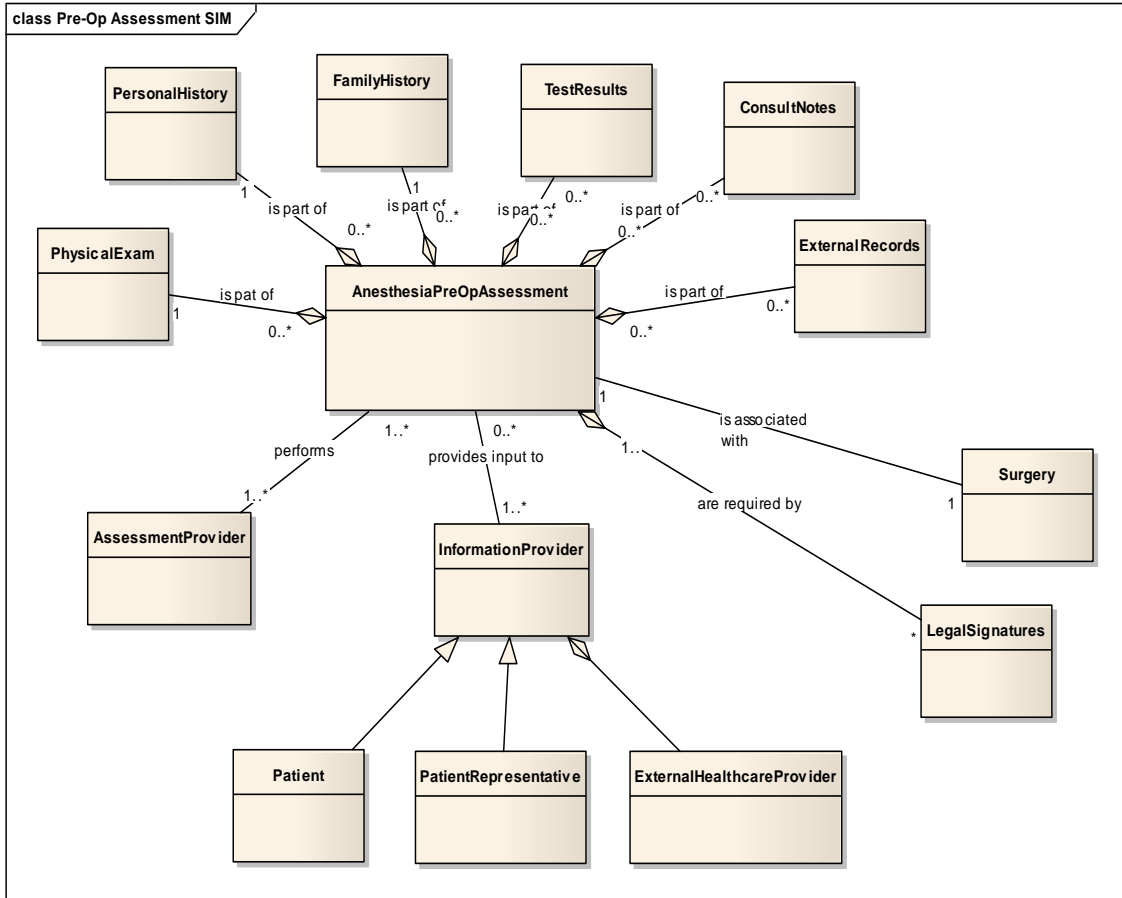 class Pre-Op Assessment SIM
PersonalHistory
FamilyHistory
TestResults
ConsultNotes
1
is part of
0..*
1
is part of
0..*
0..*
is part of
0..*
0..*
is part of
0..*
PhysicalExam
1
is pat of
0..*
AnesthesiaPreOpAssessment
ExternalRecords
is part of
0..*
0..*
1..*
performs
1..*
0..*
provides input to
1..*
1
is associated
with
1
1..
are required by
*
AssessmentProvider
InformationProvider
Surgery
LegalSignatures
Patient
PatientRepresentative
ExternalHealthcareProvider